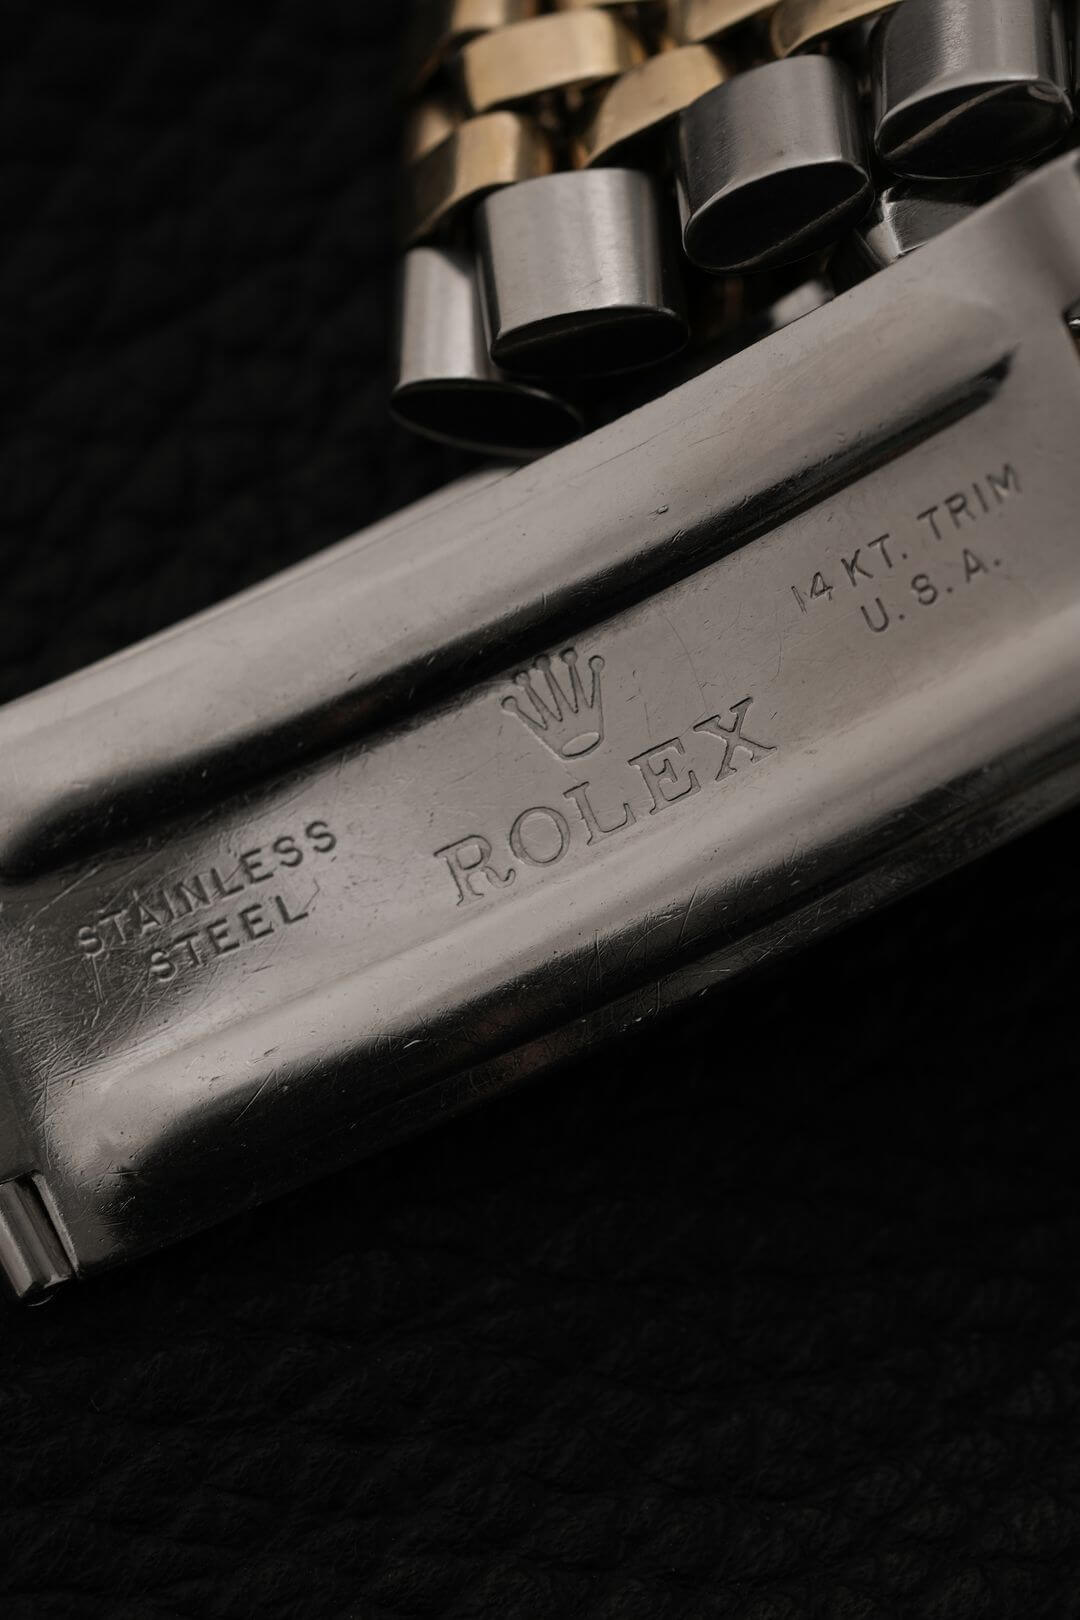 STAINLESS
STEEL
ROLEX
14 KT. TRIM
U. S. A.